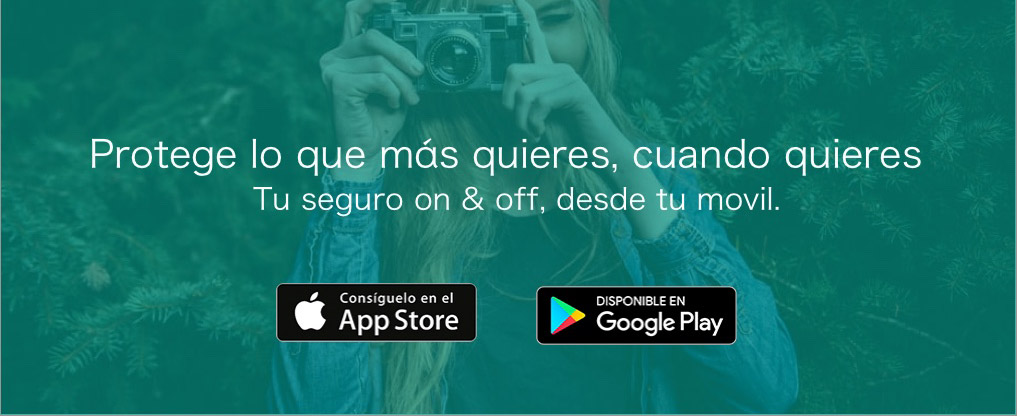 Protege lo que más quieres, cuando quieres
Tu seguro on & off, desde tu movil.
Consíguelo en el
App Store
DISPONIBLE EN
Google Play